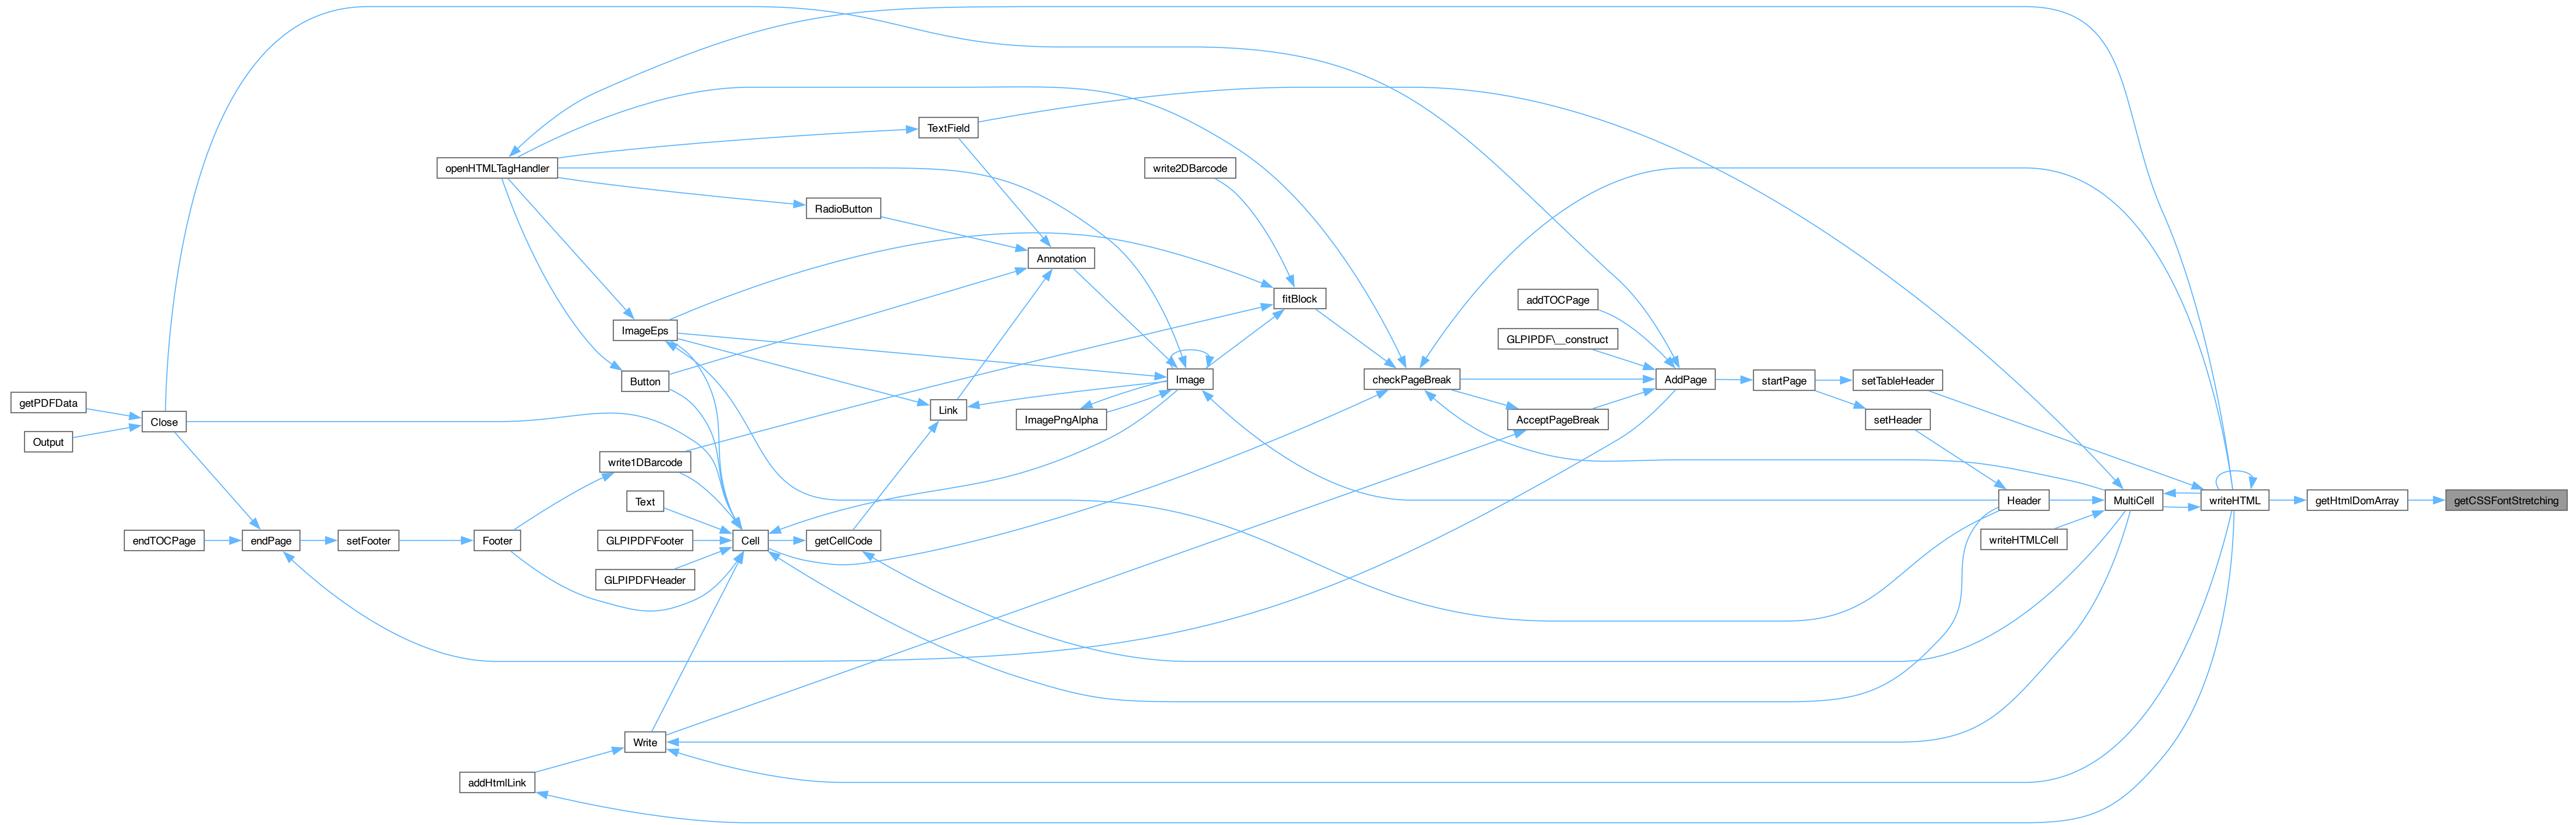 TextField
openHTMLTagHandler
write2DBarcode
RadioButton
Annotation
fitBlock
addTOCPage
ImageEps
GLPIPDF\__construct
Button
Image
checkPageBreak
AddPage
startPage
setTableHeader
getPDFData
Close
Link
ImagePngAlpha
AcceptPageBreak
setHeader
Output
write1DBarcode
Text
Header
MultiCell
writeHTML
getHtmlDomArray
getCSSFontStretching
endTOCPage
endPage
setFooter
Footer
GLPIPDF\Footer
Cell
getCellCode
writeHTMLCell
GLPIPDF\Header
Write
addHtmlLink